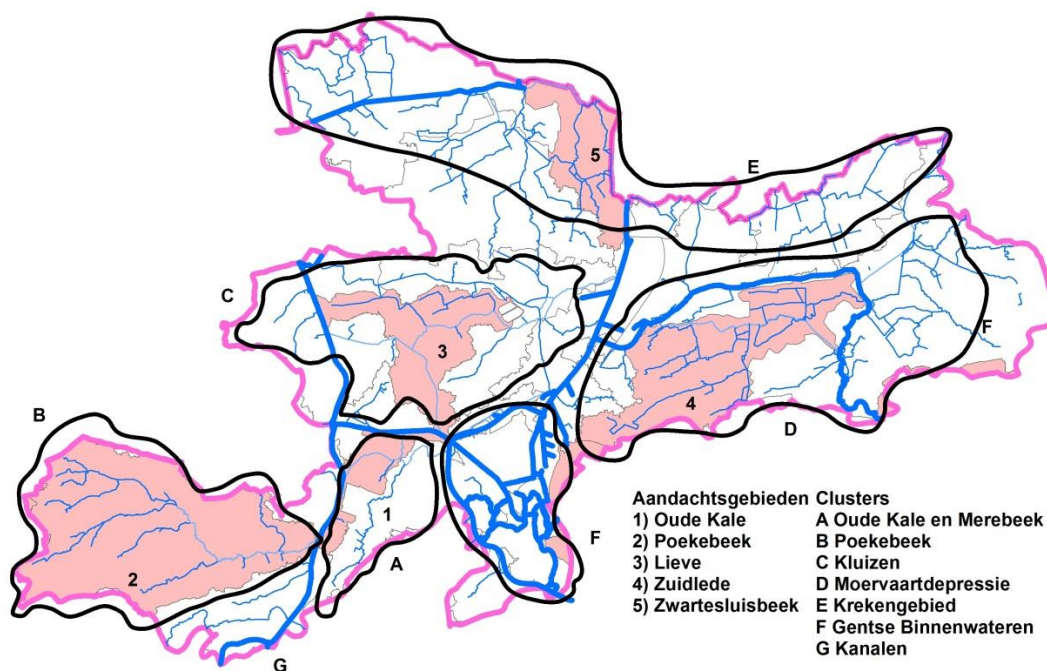 5
E
C
F
3
4
B
D
1
2
F
A
G
Aandachtsgebieden Clusters
1) Oude Kale A Oude Kale en Merebeek
2) Poekebeek B Poekebeek
3) Lieve C Kluizen
4) Zuidlede D Moervaartdepressie
5) Zwartesluisbeek E Krekengebied
F Gentse Binnenwateren
G Kanalen